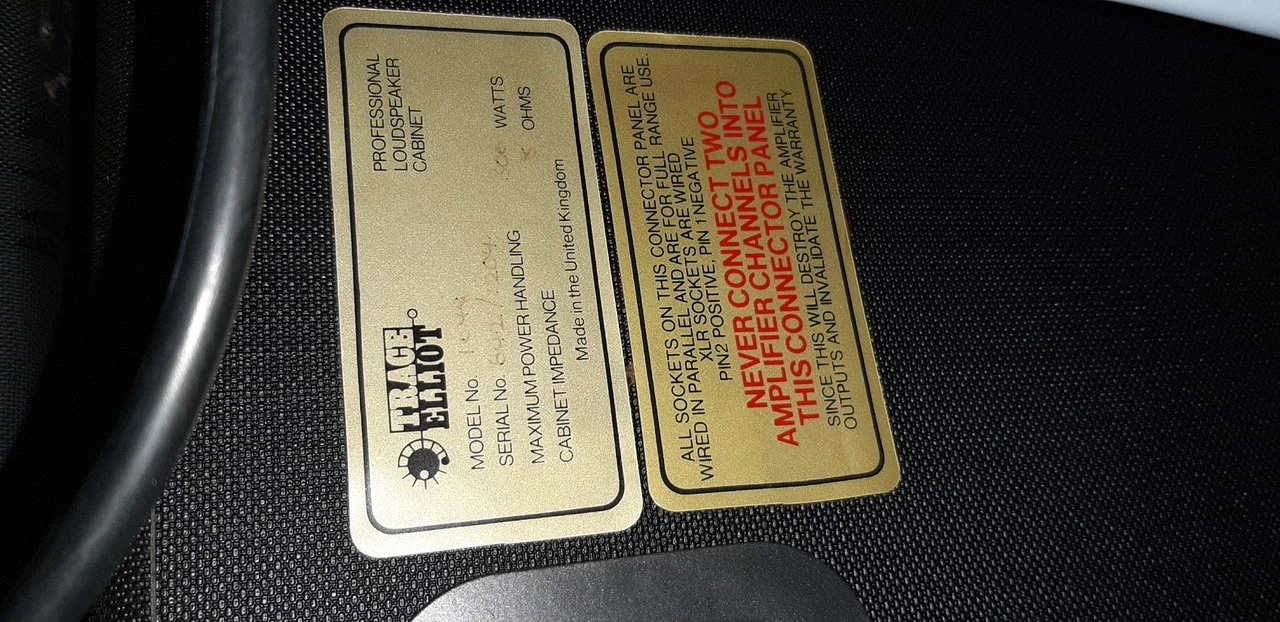 TRACE
ELLIOT
PROFESSIONAL
LOUDSPEAKER
CABINET
MODEL No.
SERIAL No.
MAXIMUM POWER HANDLING WATTS
CABINET IMPEDANCE 8 OHMS
Made in the United Kingdom
ALL SOCKETS ON THIS CONNECTOR PANEL ARE
WIRED IN PARALLEL AND ARE FOR FULL RANGE USE.
XLR SOCKETS ARE WIRED
PIN2 POSITIVE, PIN 1 NEGATIVE
NEVER CONNECT TWO
AMPLIFIER CHANNELS INTO
THIS CONNECTOR PANEL
SINCE THIS WILL DESTROY THE AMPLIFIER
OUTPUTS AND INVALIDATE THE WARRANTY